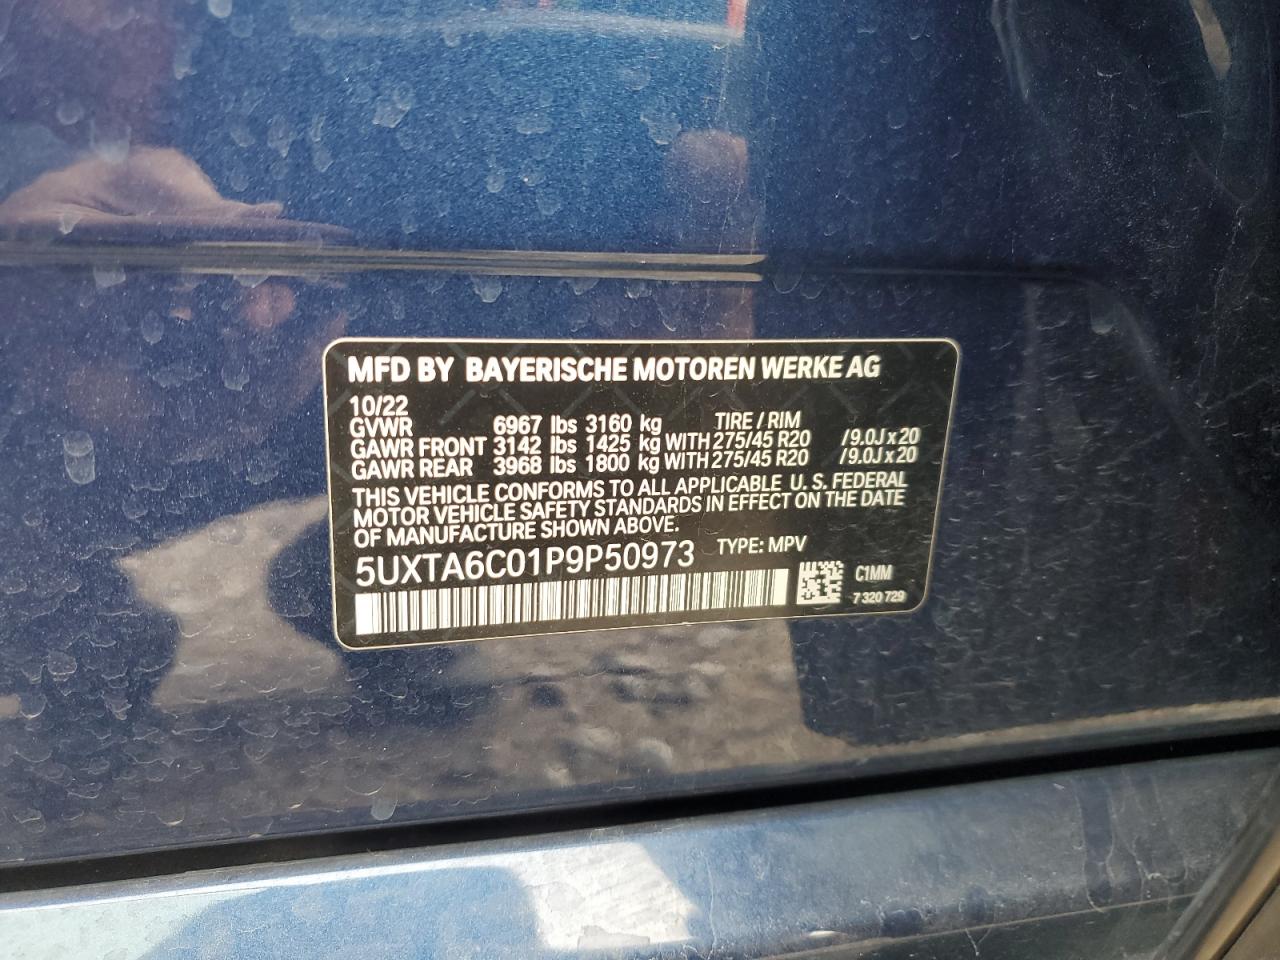 MFD BY BAYERISCHE MOTOREN WERKE AG
10/22
GVWR 6967 lbs 3160 kg TIRE / RIM
GAWR FRONT 3142 lbs 1425 kg WITH 275/45 R20 /9.0J x 20
GAWR REAR 3968 lbs 1800 kg WITH 275/45 R20 /9.0J x 20
THIS VEHICLE CONFORMS TO ALL APPLICABLE U. S. FEDERAL
MOTOR VEHICLE SAFETY STANDARDS IN EFFECT ON THE DATE
OF MANUFACTURE SHOWN ABOVE.
5UXTA6C01P9P50973 TYPE: MPV
C1MM
7 320 729